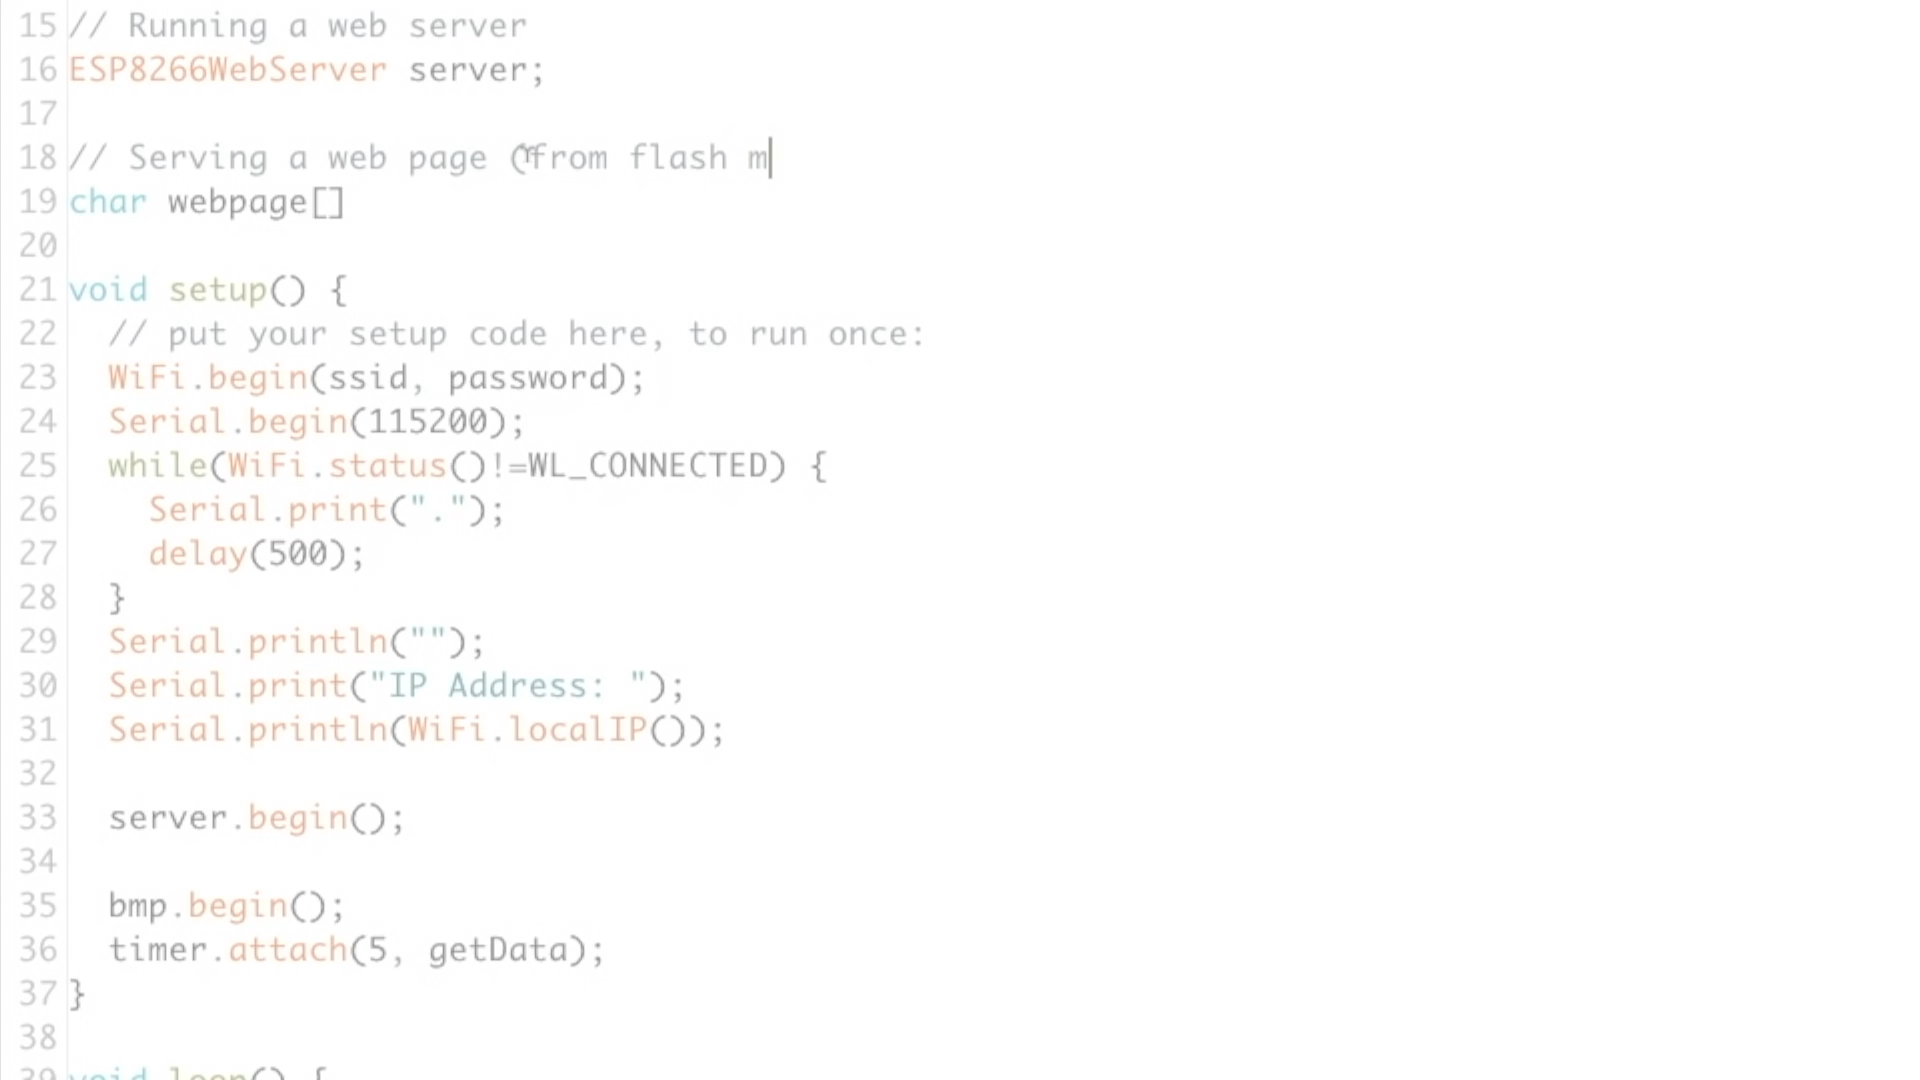 15 // Running a web server
16 ESP8266WebServer server;
17
18 // Serving a web page (from flash m
19 char webpage[]
20
21 void setup() {
22   // put your setup code here, to run once:
23   WiFi.begin(ssid, password);
24   Serial.begin(115200);
25   while(WiFi.status()!=WL_CONNECTED) {
26     Serial.print(".");
27     delay(500);
28   }
29   Serial.println("");
30   Serial.print("IP Address: ");
31   Serial.println(WiFi.localIP());
32
33   server.begin();
34
35   bmp.begin();
36   timer.attach(5, getData);
37 }
38
39 void loop() {